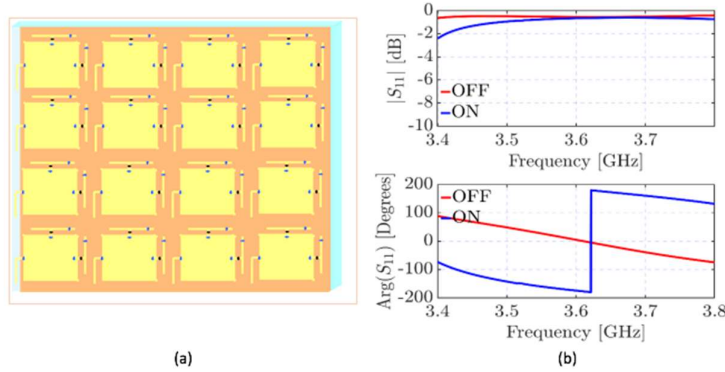 0
-2
-4
-6
-8
-10
|S11| [dB]
OFF
ON
3.4
3.5
3.6
3.7
Frequency [GHz]
200
100
0
-100
-200
Arg(S11) [Degrees]
OFF
ON
3.4
3.5
3.6
3.7
3.8
Frequency [GHz]
(a)
(b)